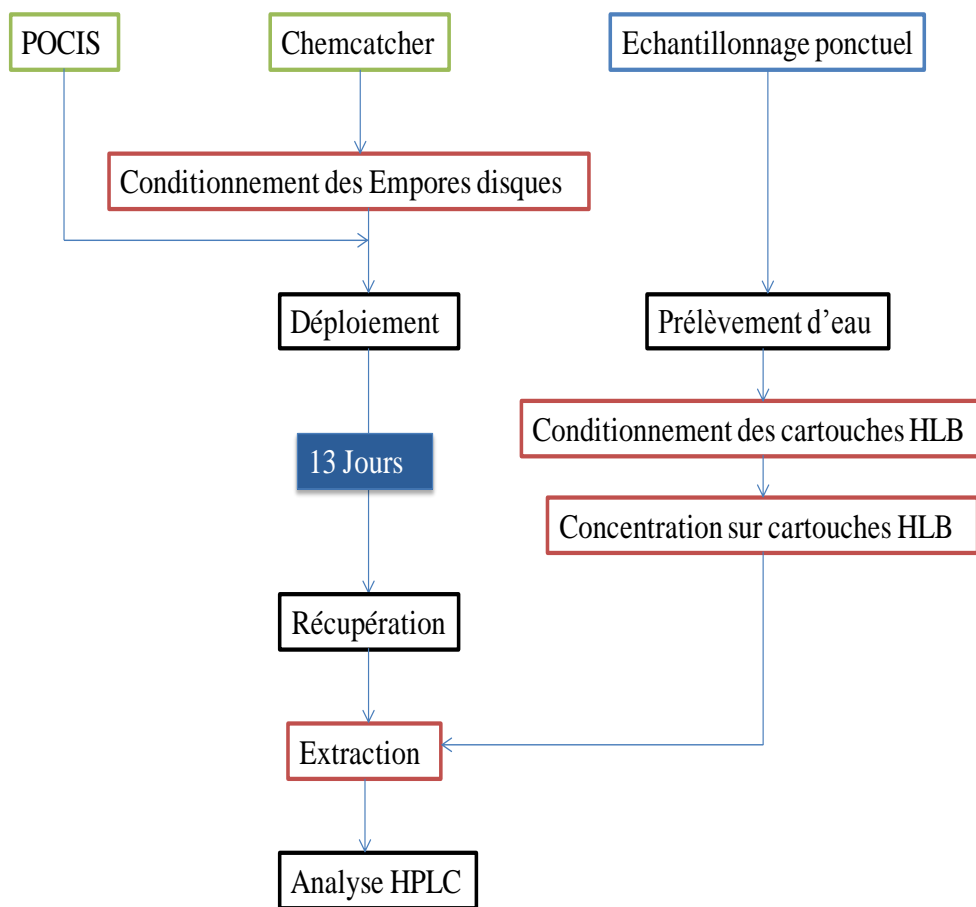 POCIS
Chemcatcher
Echantillonnage ponctuel
Conditionnement des Empores disques
Déploiement
Prélèvement d’eau
Conditionnement des cartouches HLB
13 Jours
Concentration sur cartouches HLB
Récupération
Extraction
Analyse HPLC